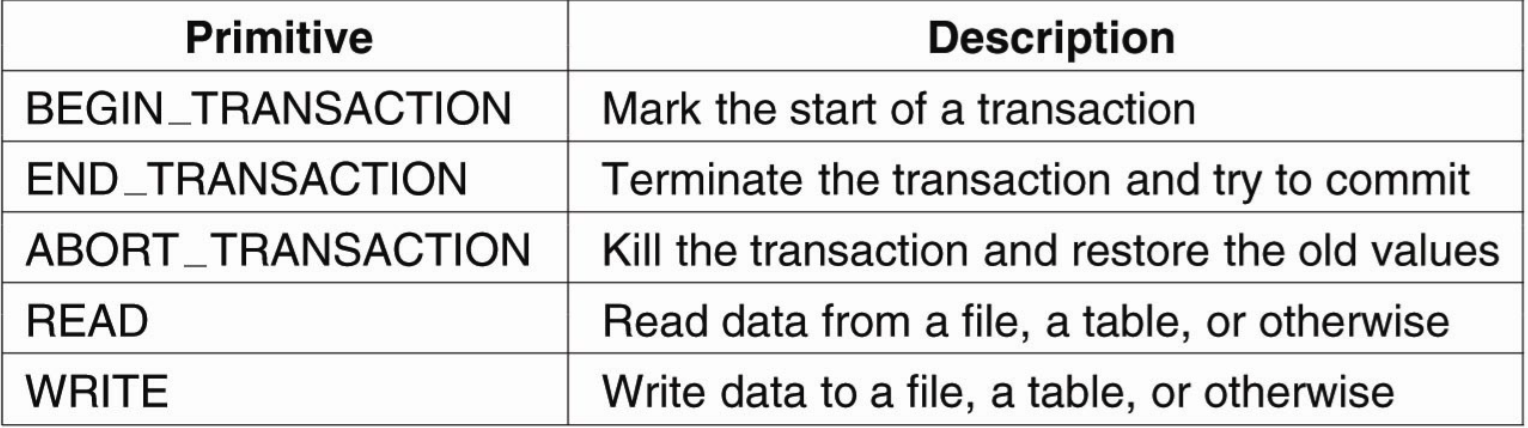 Primitive Description
BEGIN_TRANSACTION Mark the start of a transaction
END_TRANSACTION Terminate the transaction and try to commit
ABORT_TRANSACTION Kill the transaction and restore the old values
READ Read data from a file, a table, or otherwise
WRITE Write data to a file, a table, or otherwise